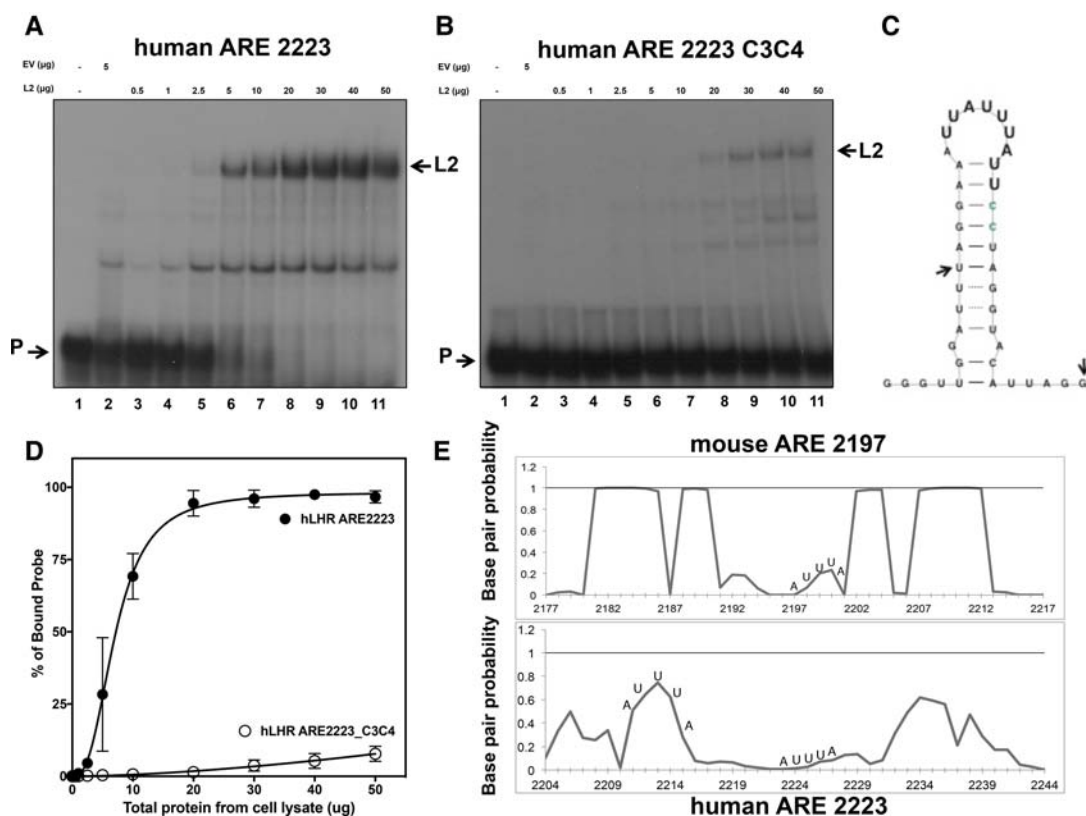 A
human ARE 2223
EV (µg) - 5
L2 (µg) - 0.5 1 2.5 5 10 20 30 40 50
L2
P
1 2 3 4 5 6 7 8 9 10 11
B
human ARE 2223 C3C4
EV (µg) - 5
L2 (µg) - 0.5 1 2.5 5 10 20 30 40 50
L2
P
1 2 3 4 5 6 7 8 9 10 11
C
GGGUUUGGAUUUAGGAAAUUAUUUAUUCCUAGGUACAUUAGG
D
% of Bound Probe
100
75
50
25
0
hLHR ARE2223
hLHR ARE2223_C3C4
0 10 20 30 40 50
Total protein from cell lysate (ug)
E
mouse ARE 2197
Base pair probability
1.2
1
0.8
0.6
0.4
0.2
0
AUUUA
2177 2182 2187 2192 2197 2202 2207 2212 2217
Base pair probability
1.2
1
0.8
0.6
0.4
0.2
0
AUUUA
AUUUA
2204 2209 2214 2219 2224 2229 2234 2239 2244
human ARE 2223